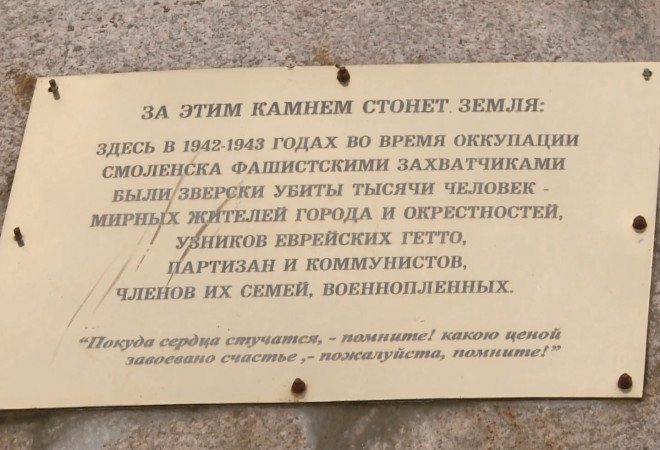 ЗА ЭТИМ КАМНЕМ СТОНЕТ ЗЕМЛЯ:
ЗДЕСЬ В 1942-1943 ГОДАХ ВО ВРЕМЯ ОККУПАЦИИ
СМОЛЕНСКА ФАШИСТСКИМИ ЗАХВАТЧИКАМИ
БЫЛИ ЗВЕРСКИ УБИТЫ ТЫСЯЧИ ЧЕЛОВЕК -
МИРНЫХ ЖИТЕЛЕЙ ГОРОДА И ОКРЕСТНОСТЕЙ,
УЗНИКОВ ЕВРЕЙСКИХ ГЕТТО,
ПАРТИЗАН И КОММУНИСТОВ,
ЧЛЕНОВ ИХ СЕМЕЙ, ВОЕННОПЛЕННЫХ.
“Покуда сердца стучатся, - помните! какою ценой
завоевано счастье ,- пожалуйста, помните!”